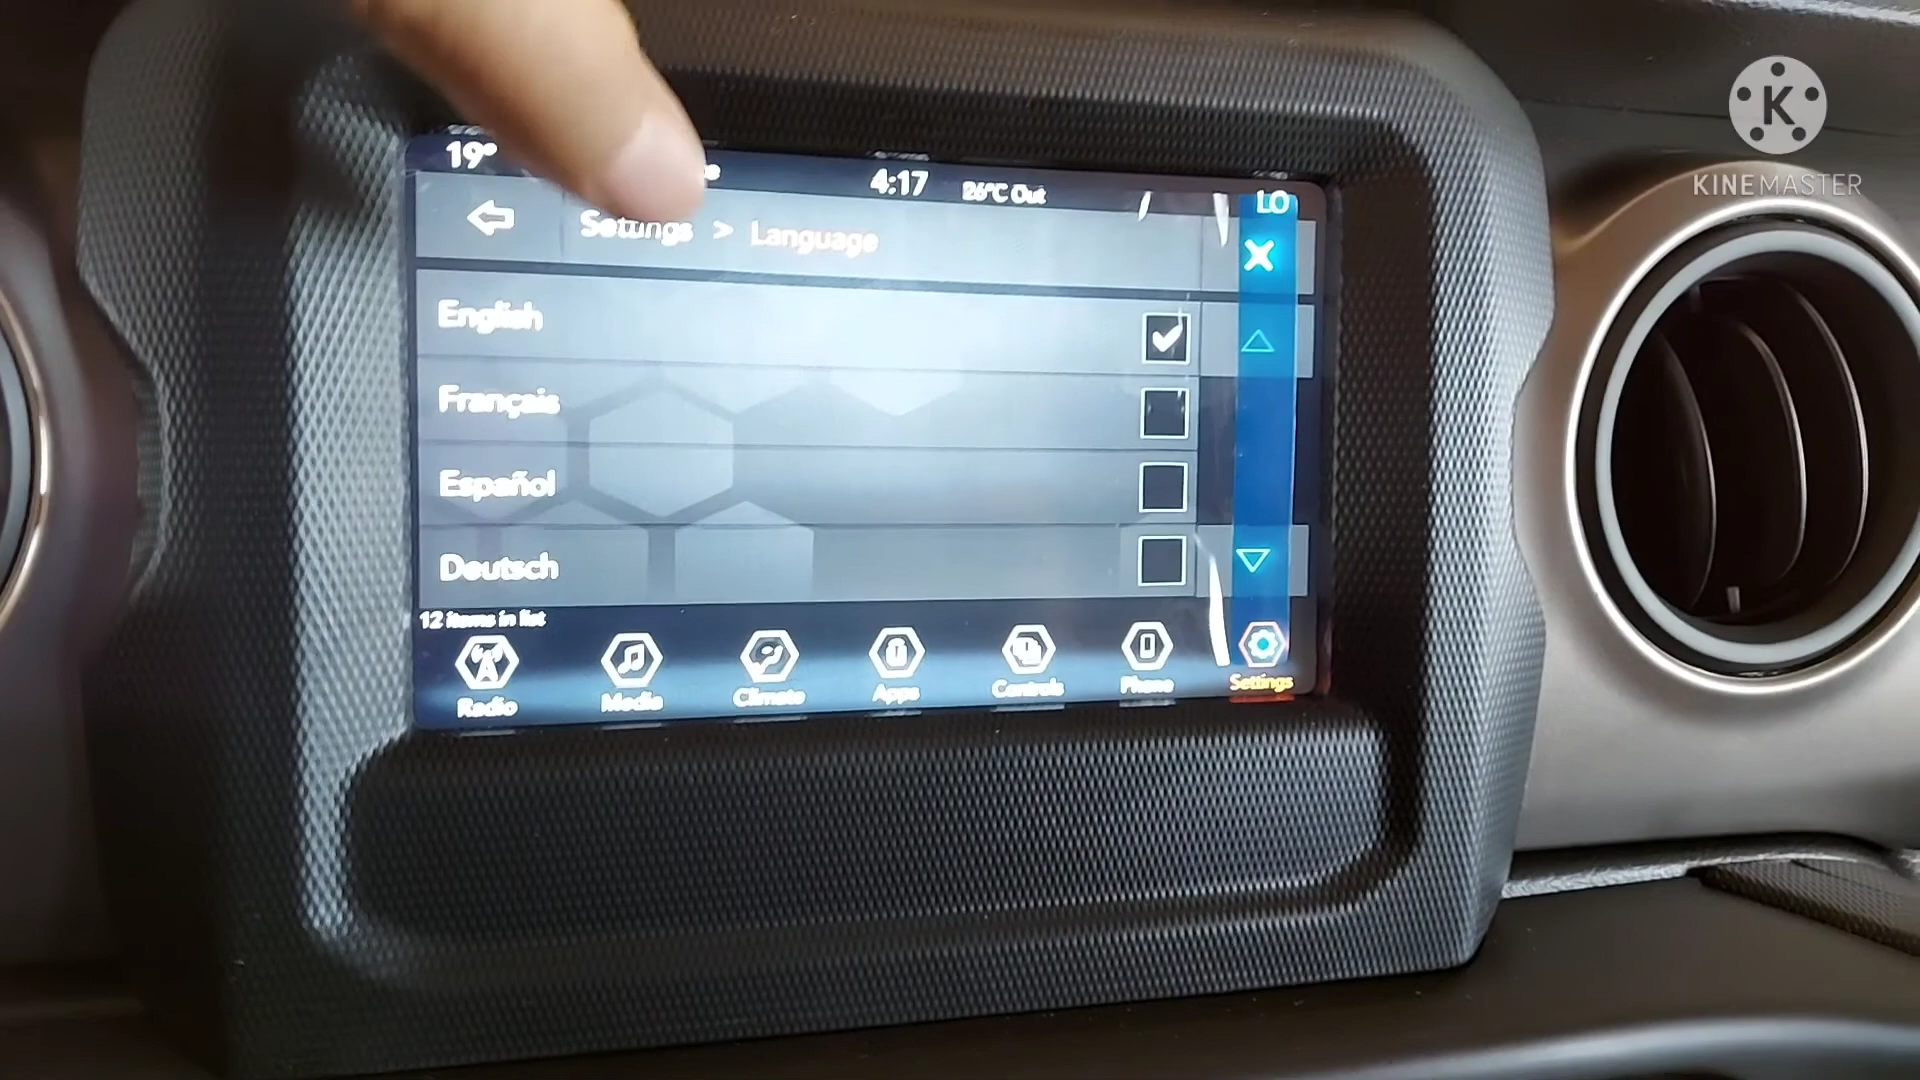 19°
4:17
26°C Out
LO
Settings > Language
English
Français
Español
Deutsch
12 items in list
Radio
Media
Climate
Apps
Controls
Phone
Settings
K
KINEMASTER